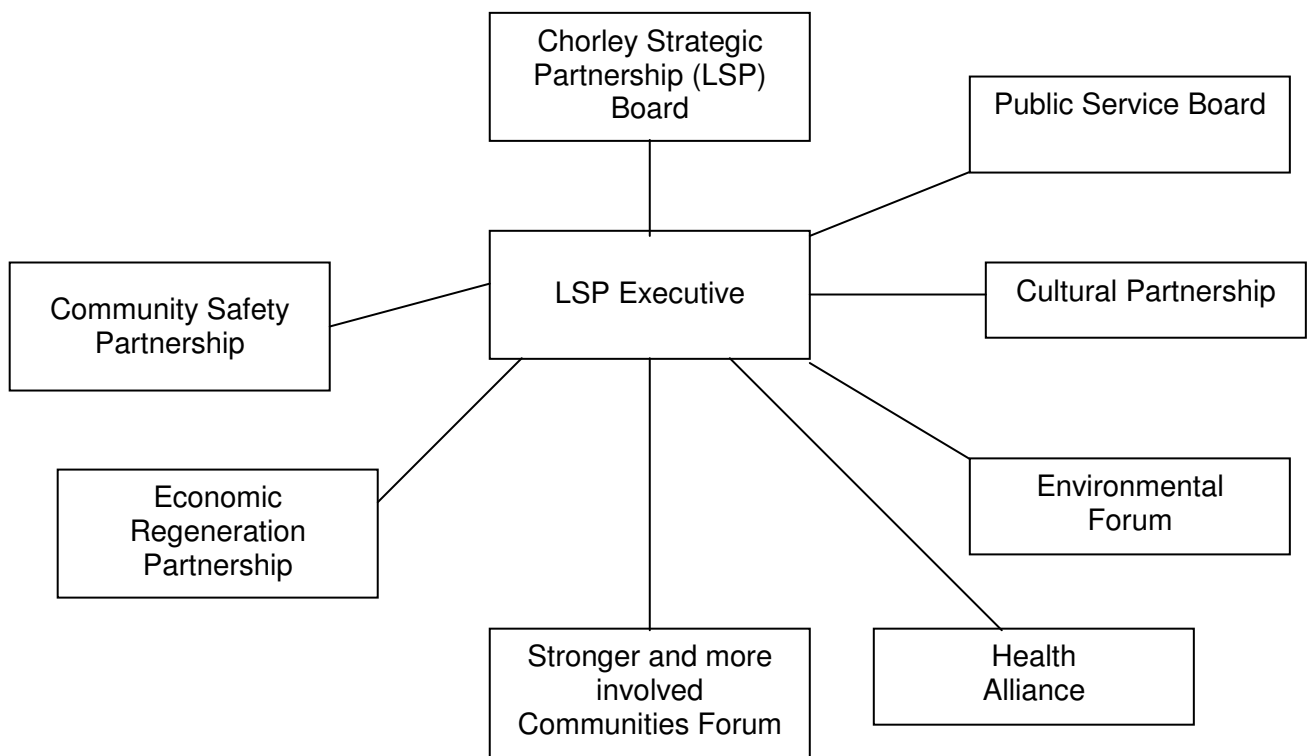 Chorley Strategic
Partnership (LSP)
Board
Public Service Board
LSP Executive
Community Safety
Partnership
Cultural Partnership
Economic
Regeneration
Partnership
Environmental
Forum
Stronger and more
involved
Communities Forum
Health
Alliance